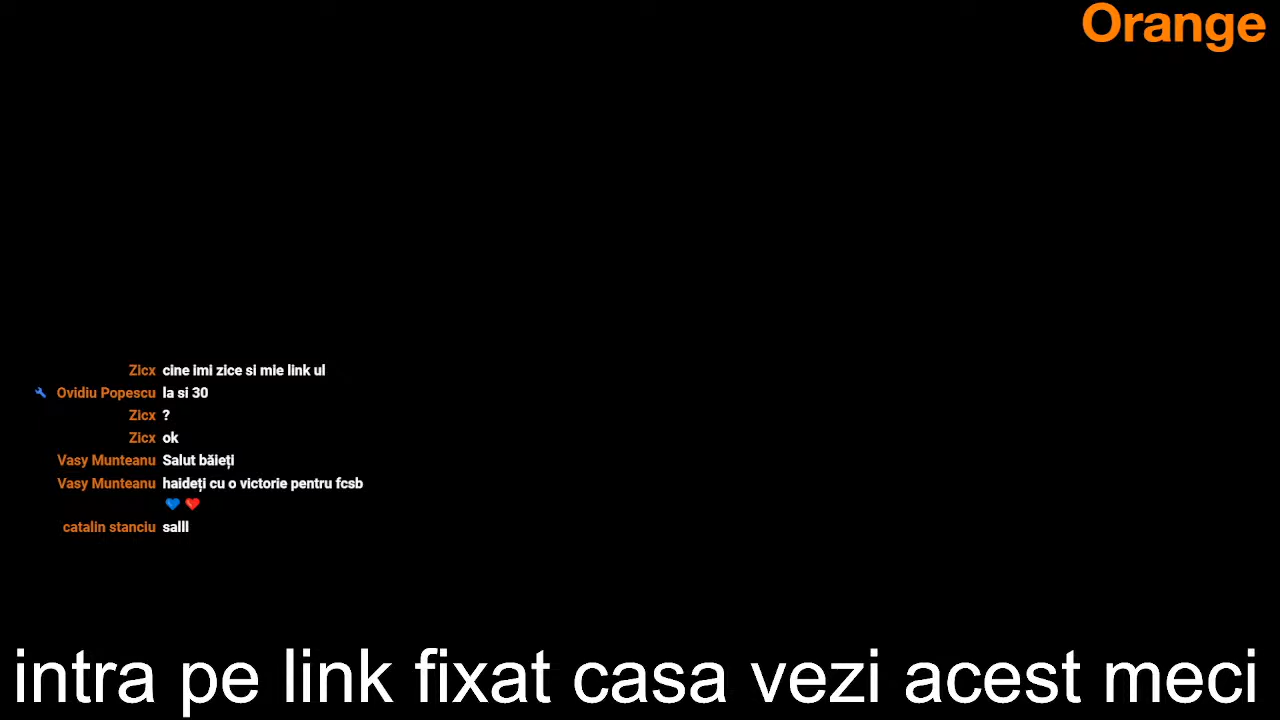 Orange
Zicx cine imi zice si mie link ul
Ovidiu Popescu la si 30
Zicx ?
Zicx ok
Vasy Munteanu Salut băieți
Vasy Munteanu haideți cu o victorie pentru fcsb
💙 ❤️
catalin stanciu salll
intra pe link fixat casa vezi acest meci